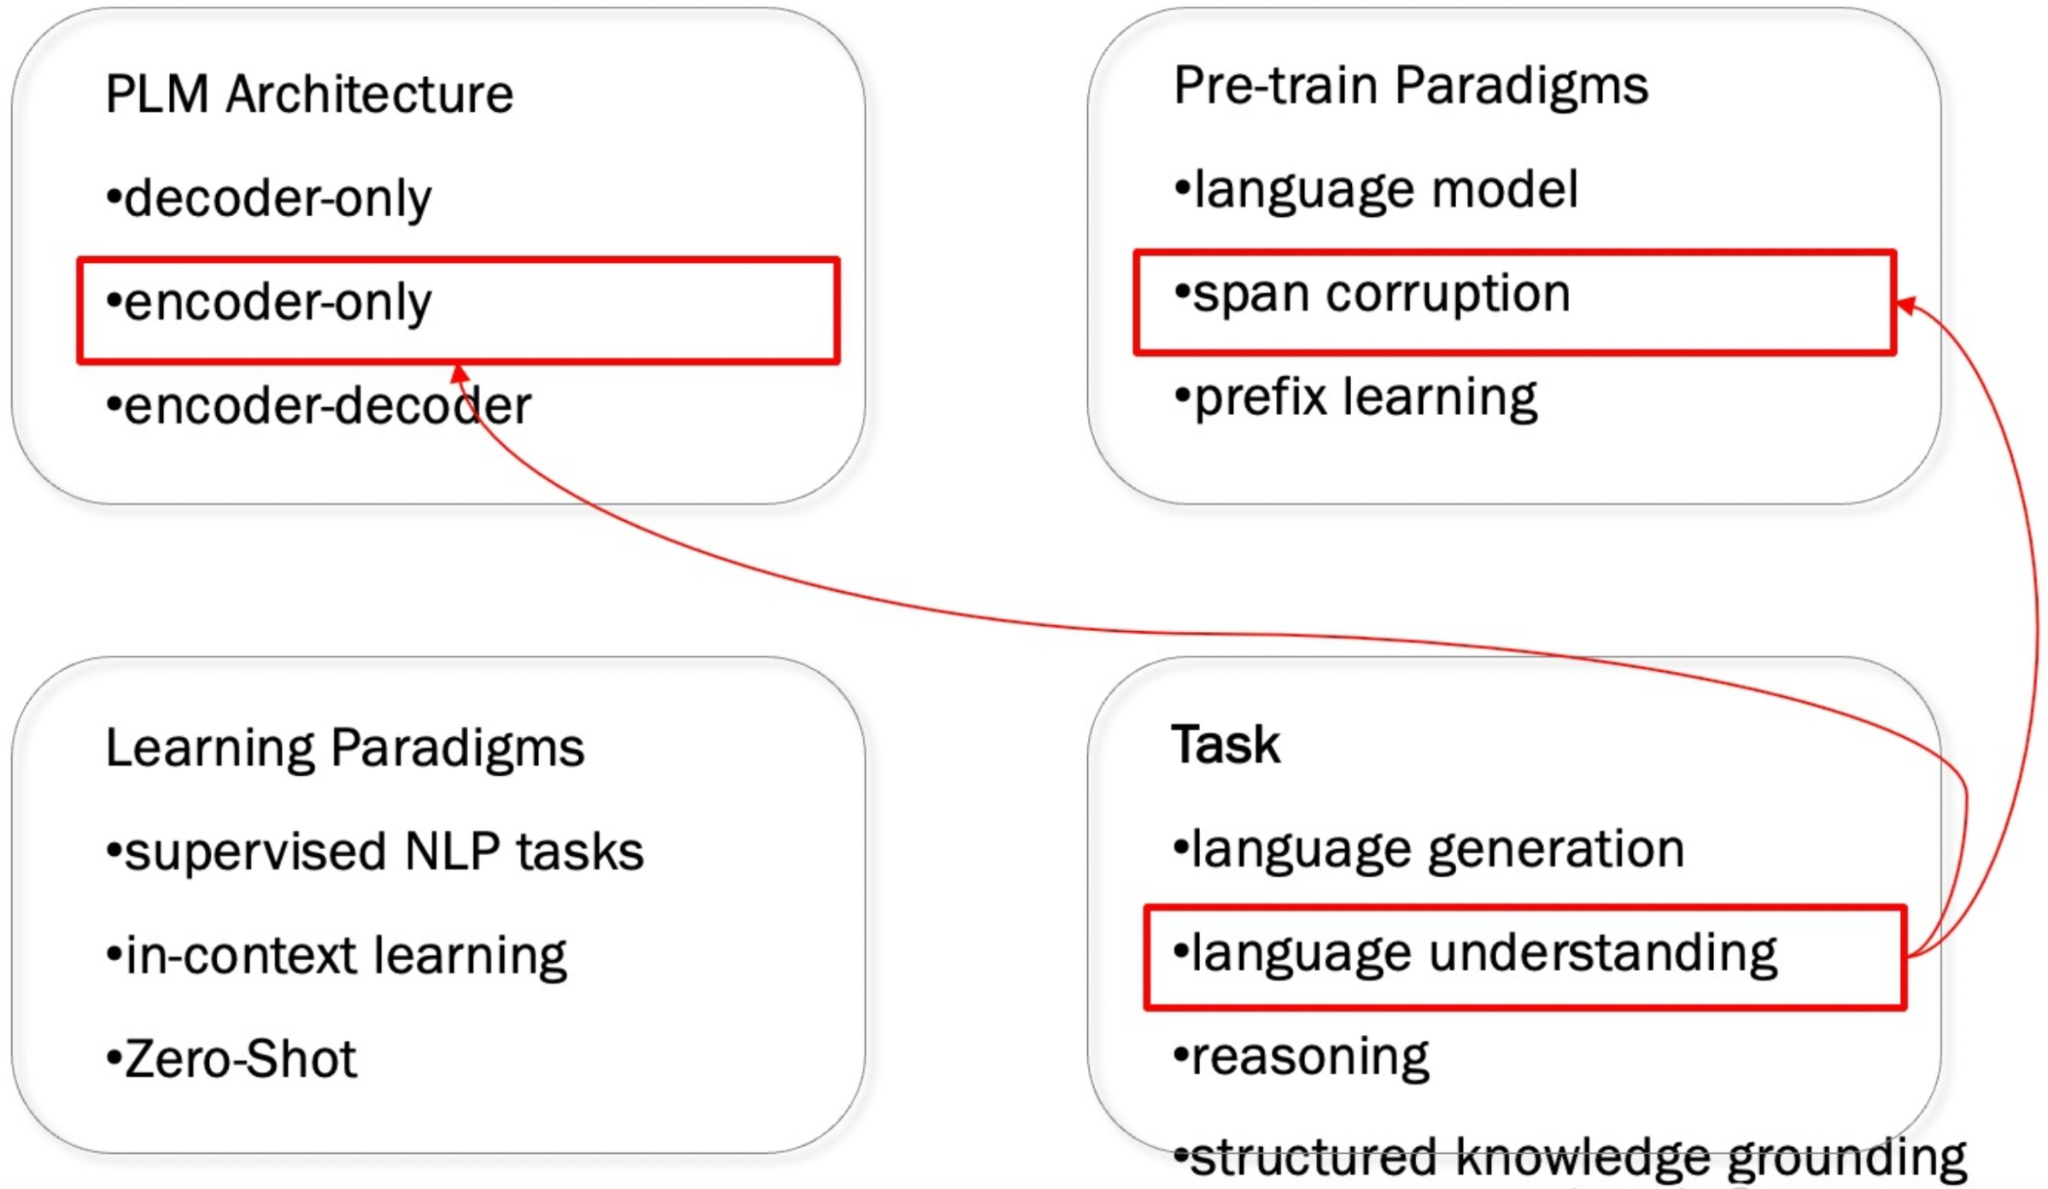 PLM Architecture
•decoder-only
•encoder-only
•encoder-decoder
Pre-train Paradigms
•language model
•span corruption
•prefix learning
Learning Paradigms
•supervised NLP tasks
•in-context learning
•Zero-Shot
Task
•language generation
•language understanding
•reasoning
•structured knowledge grounding